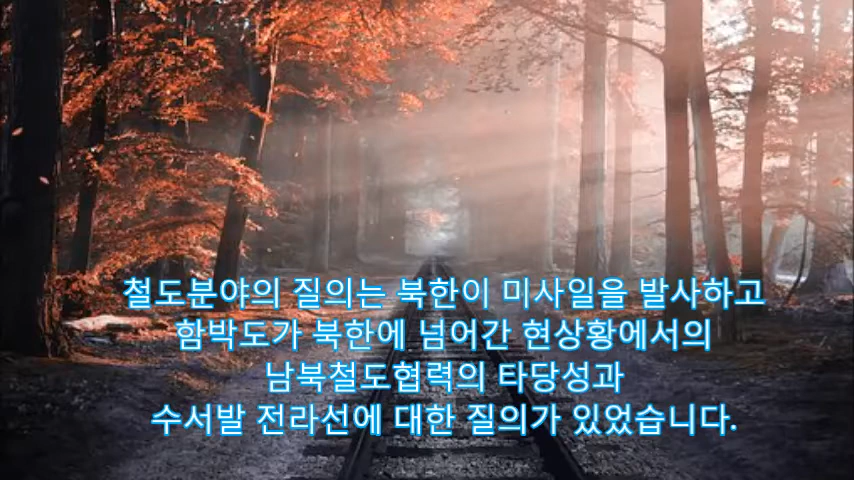 철도분야의 질의는 북한이 미사일을 발사하고
함박도가 북한에 넘어간 현상황에서의
남북철도협력의 타당성과
수서발 전라선에 대한 질의가 있었습니다.